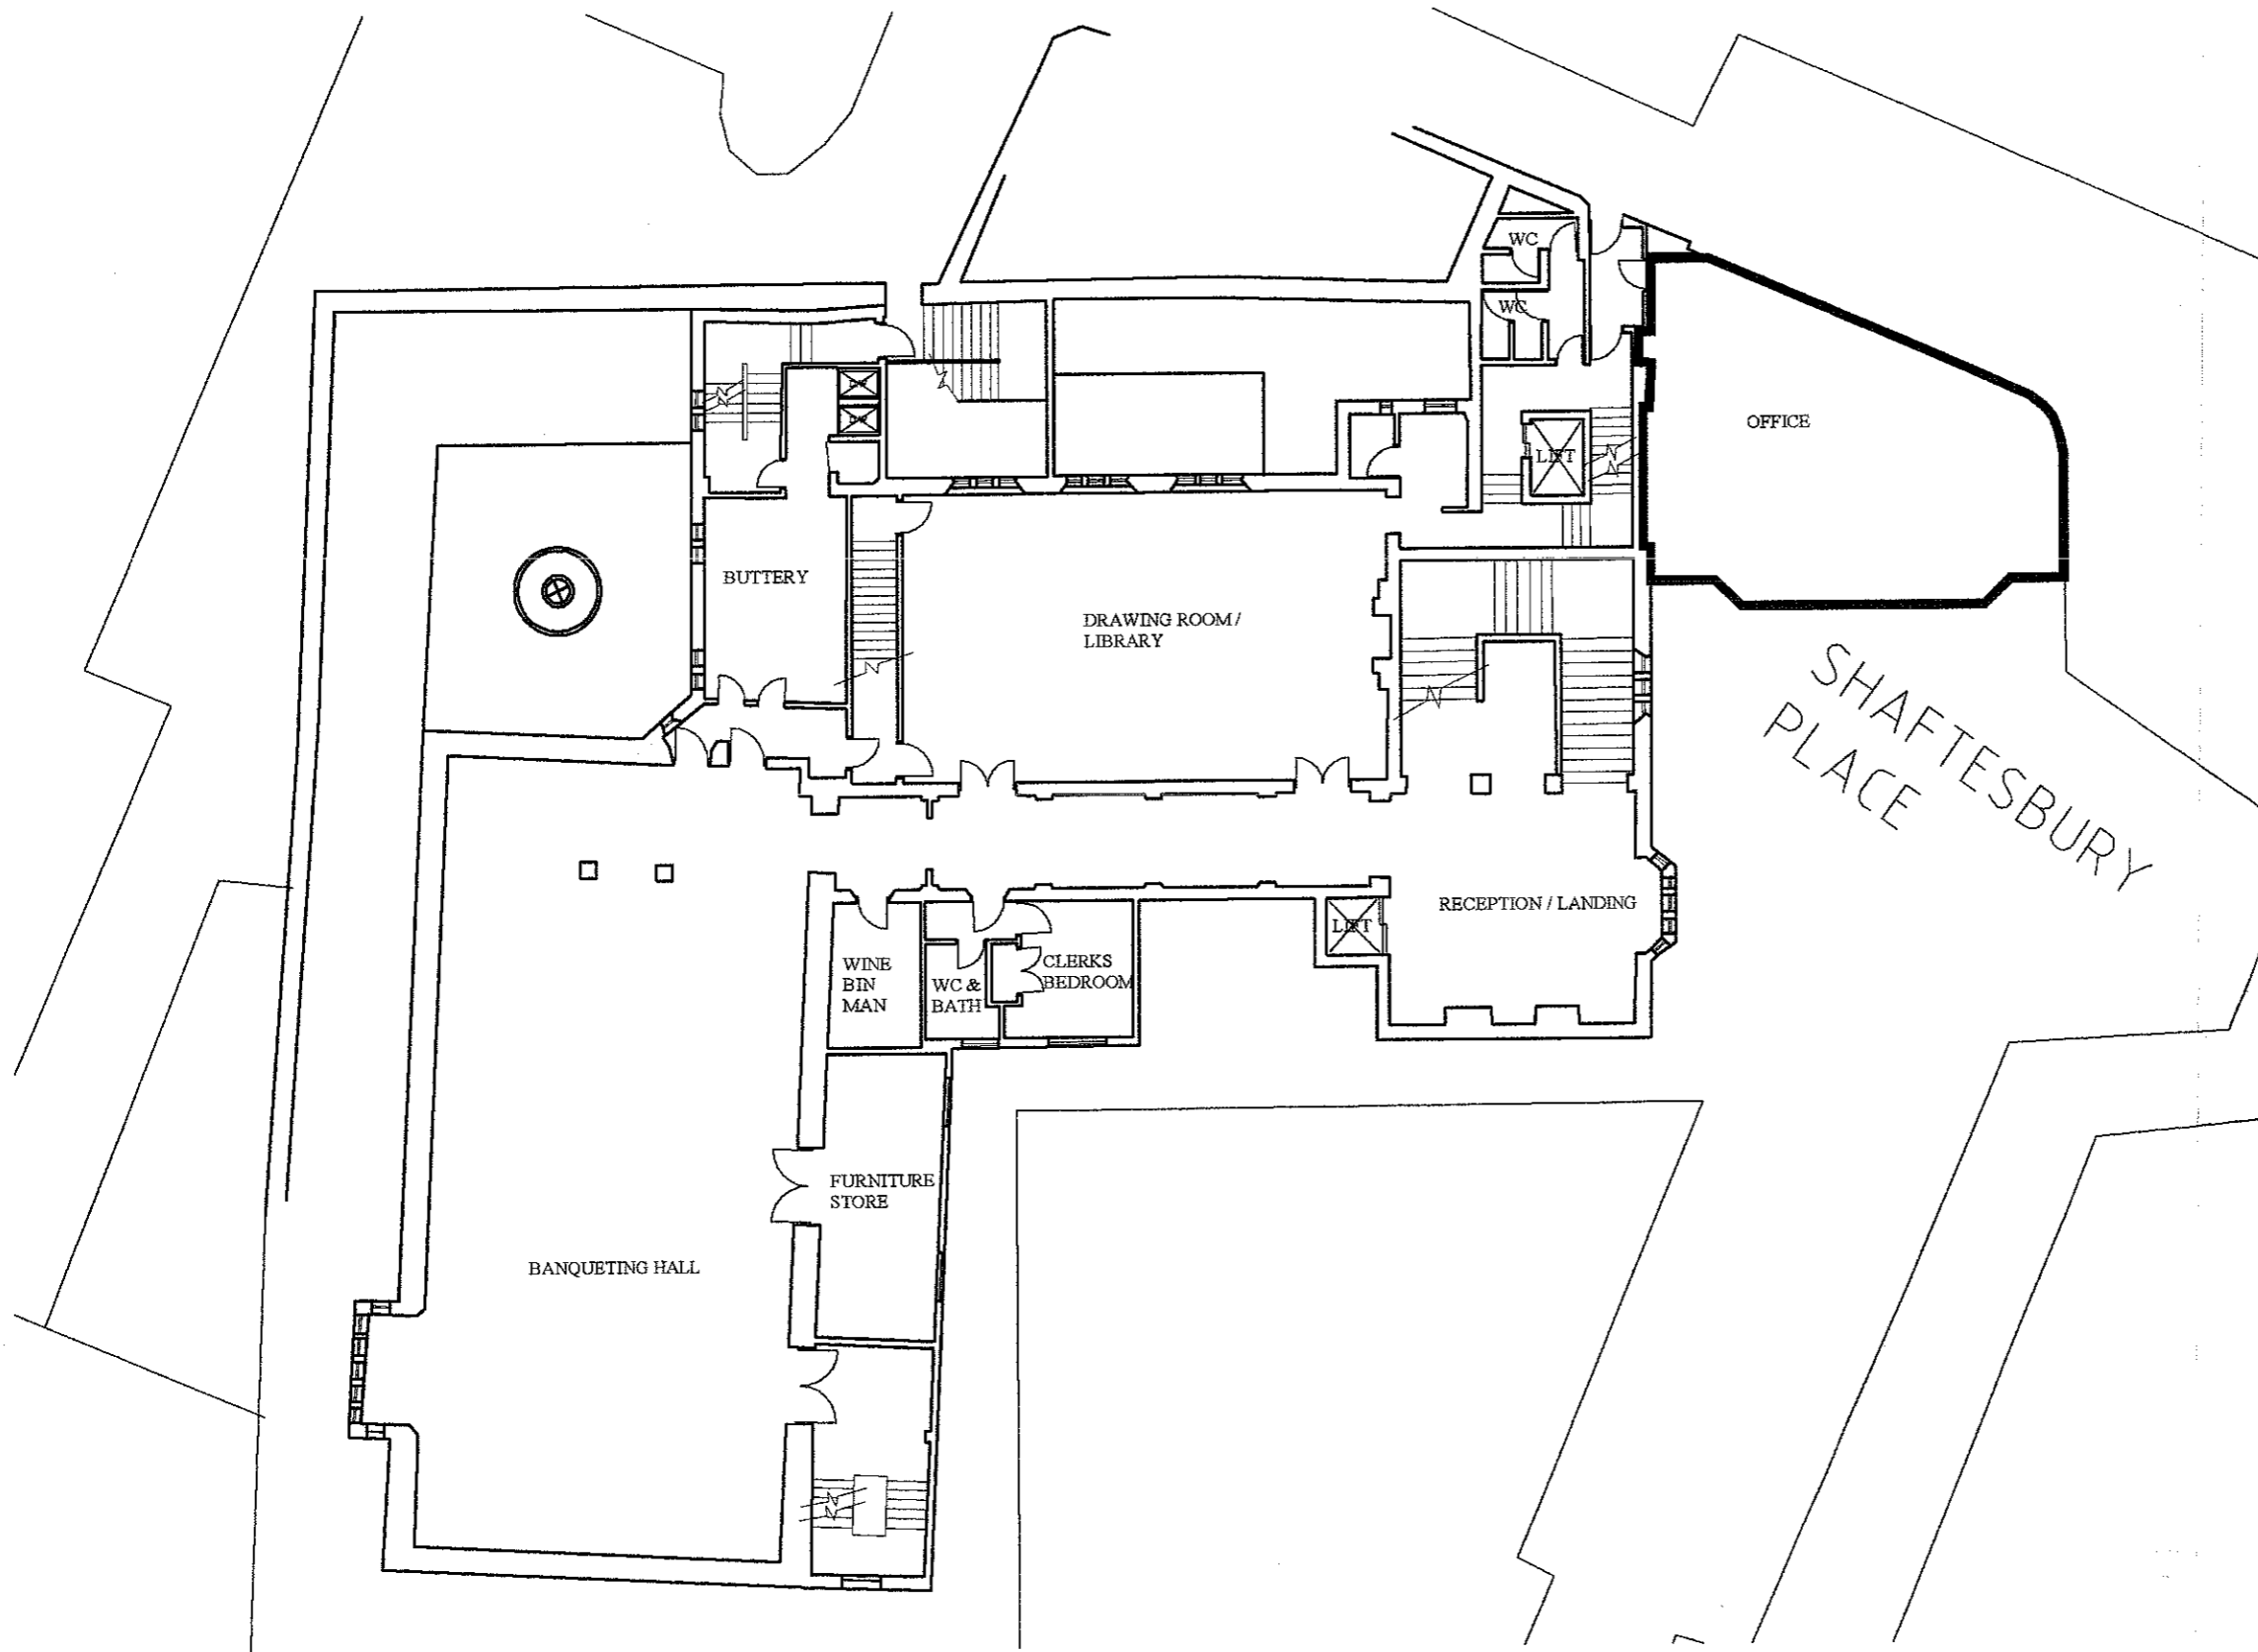 WC
WC
OFFICE
LIFT
BUTTERY
DRAWING ROOM /
LIBRARY
SHAFTESBURY
PLACE
RECEPTION / LANDING
LIFT
WINE
BIN
MAN
WC &
BATH
CLERKS
BEDROOM
FURNITURE
STORE
BANQUETING HALL